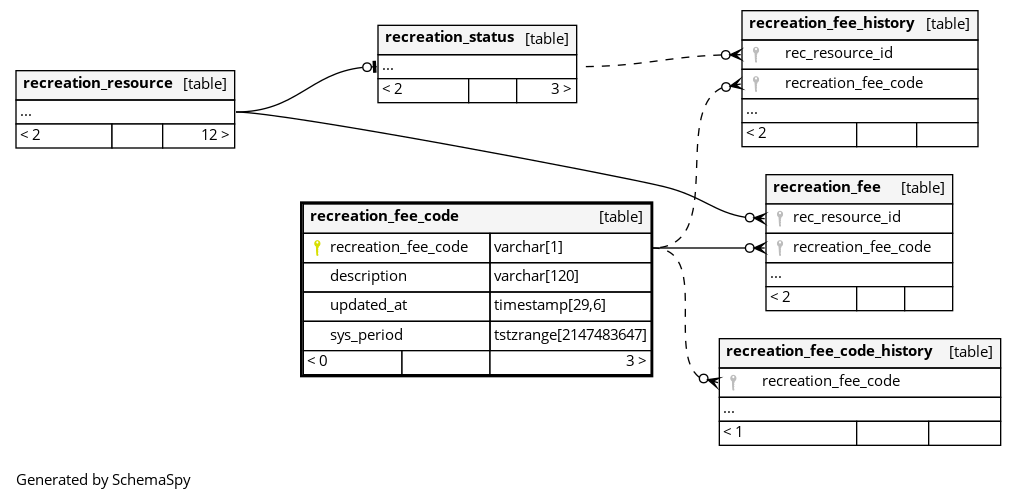 recreation_resource [table]
...
< 2 12 >
recreation_status [table]
...
< 2 3 >
recreation_fee_history [table]
rec_resource_id
recreation_fee_code
...
< 2
recreation_fee_code [table]
recreation_fee_code varchar[1]
description varchar[120]
updated_at timestamp[29,6]
sys_period tstzrange[2147483647]
< 0 3 >
recreation_fee [table]
rec_resource_id
recreation_fee_code
...
< 2
recreation_fee_code_history [table]
recreation_fee_code
...
< 1
Generated by SchemaSpy